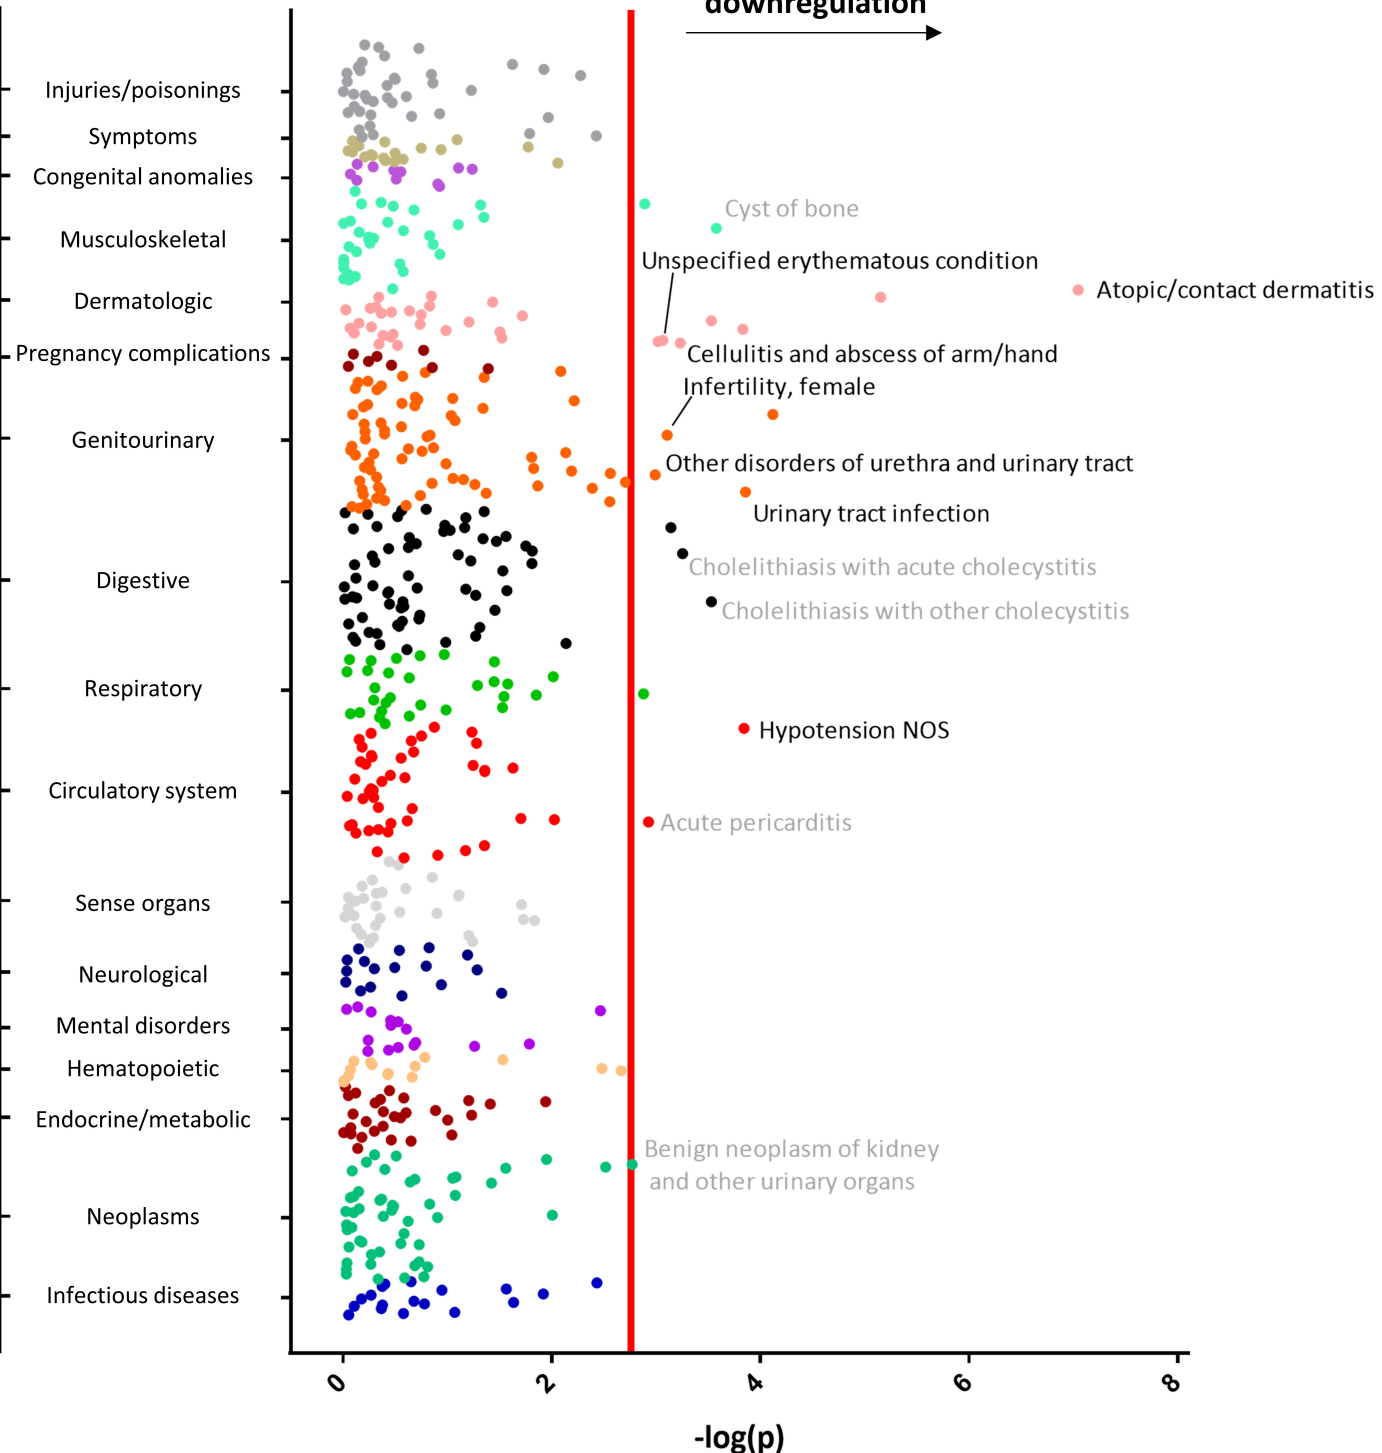 downregulation
Injuries/poisonings
Symptoms
Congenital anomalies
Cyst of bone
Musculoskeletal
Unspecified erythematous condition
Atopic/contact dermatitis
Dermatologic
Pregnancy complications
Cellulitis and abscess of arm/hand
Infertility, female
Genitourinary
Other disorders of urethra and urinary tract
Urinary tract infection
Cholelithiasis with acute cholecystitis
Digestive
Cholelithiasis with other cholecystitis
Respiratory
Hypotension NOS
Circulatory system
Acute pericarditis
Sense organs
Neurological
Mental disorders
Hematopoietic
Endocrine/metabolic
Benign neoplasm of kidney
and other urinary organs
Neoplasms
Infectious diseases
0 2 4 6 8
-log(p)